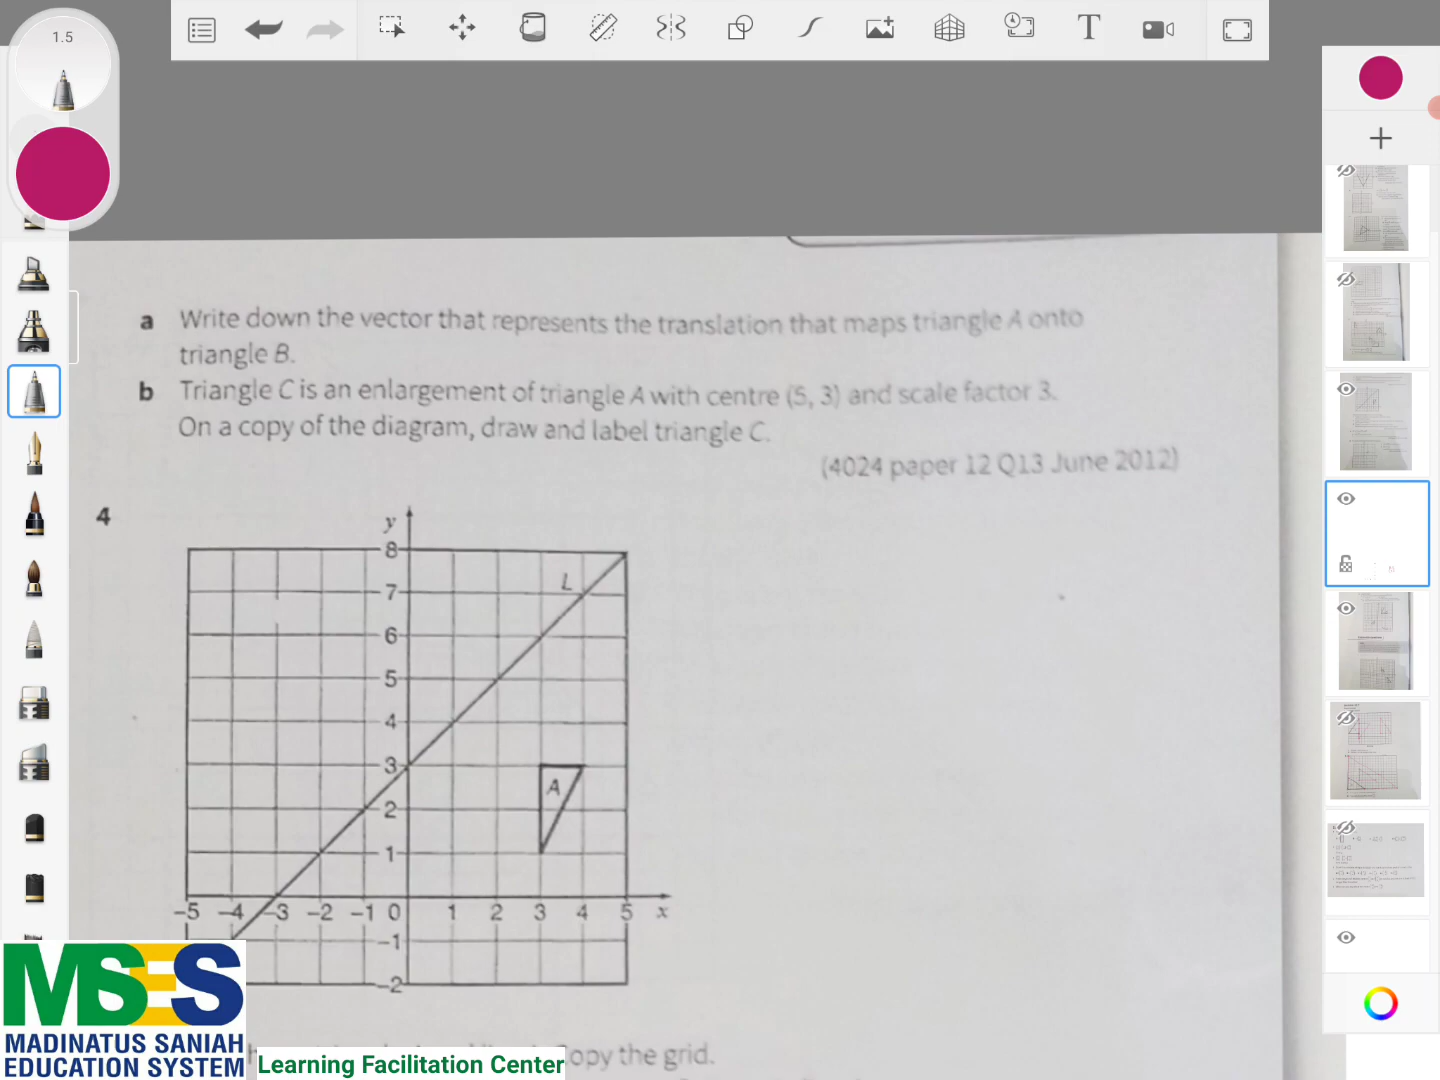 1.5
T
a Write down the vector that represents the translation that maps triangle A onto
triangle B.
b Triangle C is an enlargement of triangle A with centre (5, 3) and scale factor 3.
On a copy of the diagram, draw and label triangle C.
(4024 paper 12 Q13 June 2012)
4
y
8
L
7
6
5
4
3
A
2
1
-5 -4 -3 -2 -1 0 1 2 3 4 5 x
-1
-2
MSES
MADINATUS SANIAH
EDUCATION SYSTEM
Learning Facilitation Center
Copy the grid.